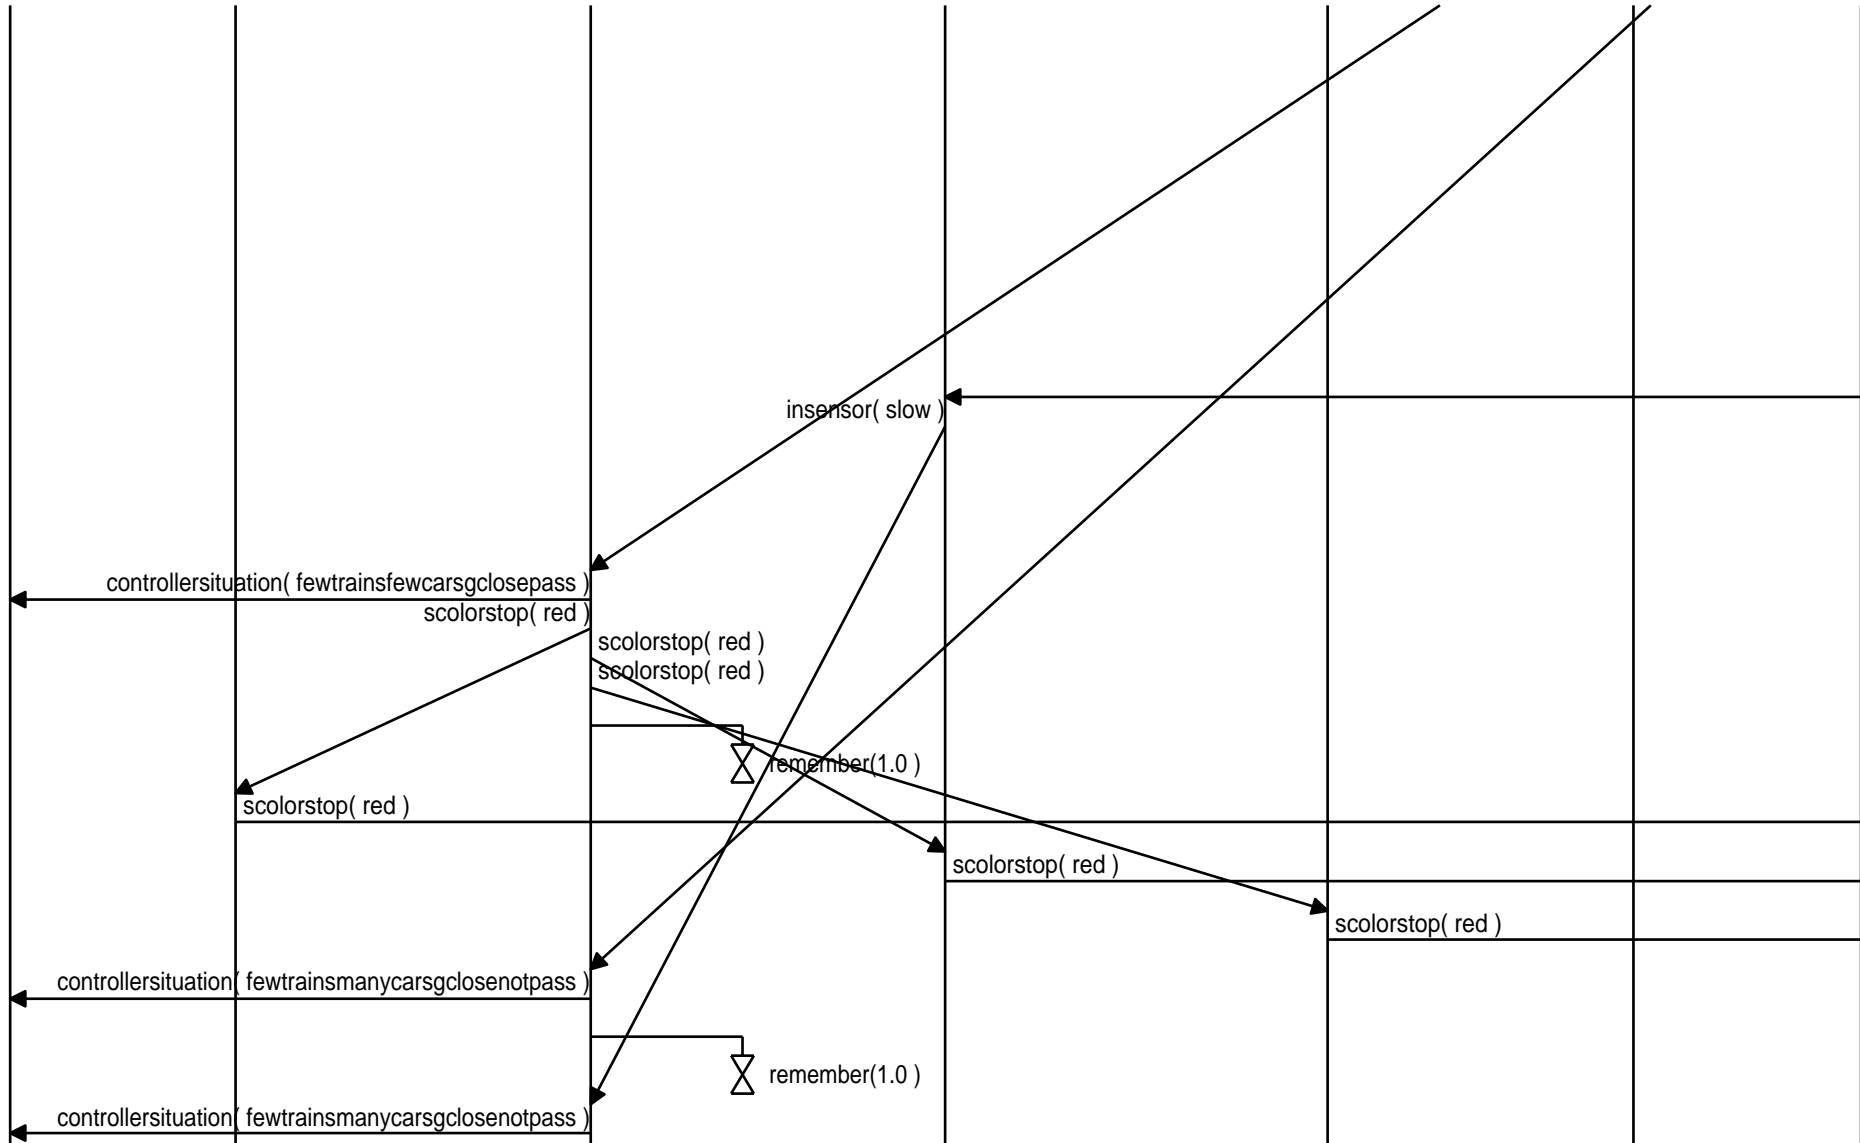 insensor( slow )
controllersituation( fewtrainsfewcarsgclosepass )
scolorstop( red )
scolorstop( red )
scolorstop( red )
remember(1.0 )
scolorstop( red )
scolorstop( red )
scolorstop( red )
controllersituation( fewtrainsmanycarsgclosenotpass )
remember(1.0 )
controllersituation( fewtrainsmanycarsgclosenotpass )